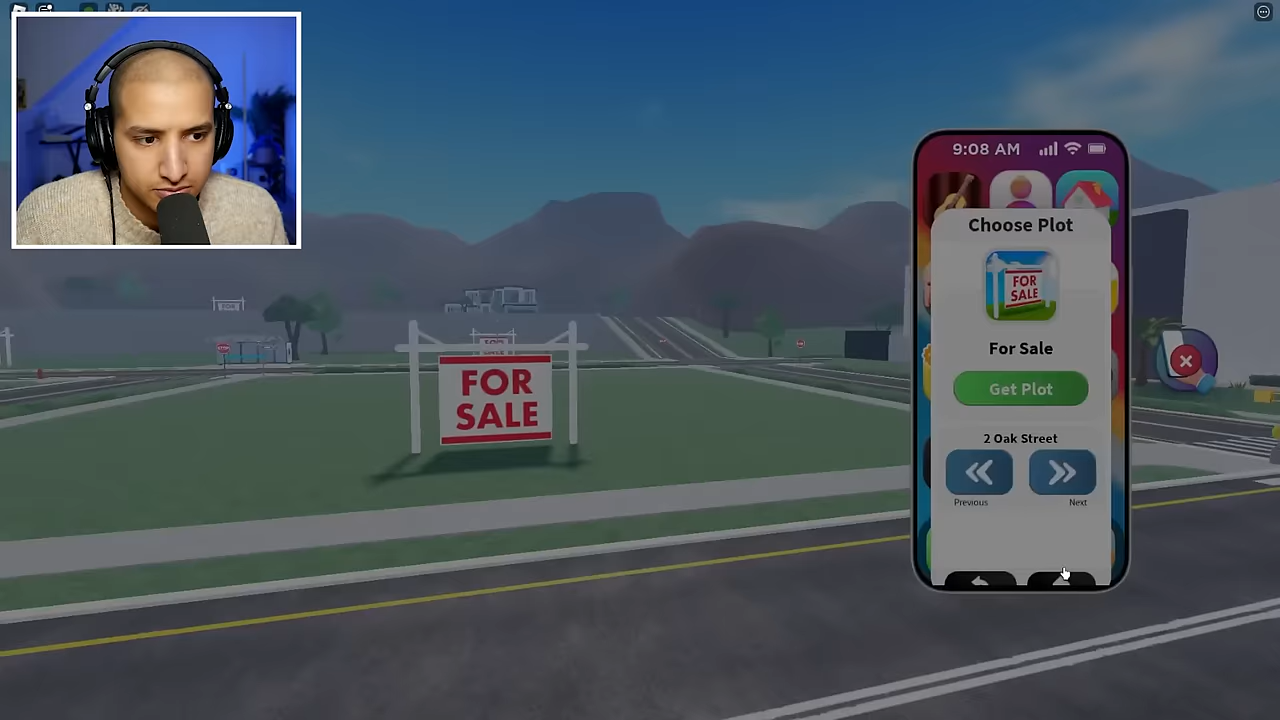 9:08 AM
Choose Plot
FOR
SALE
For Sale
Get Plot
2 Oak Street
Previous
Next
FOR
SALE